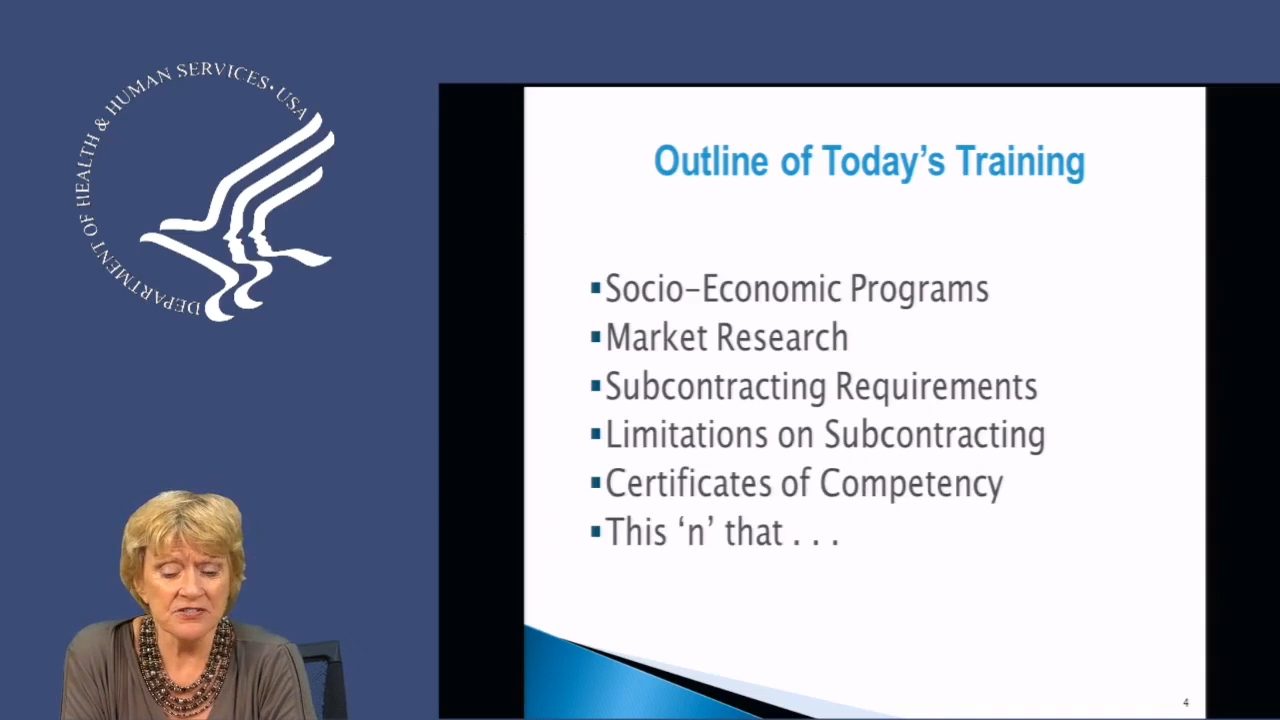 DEPARTMENT OF HEALTH & HUMAN SERVICES • USA
Outline of Today's Training
▪Socio-Economic Programs
▪Market Research
▪Subcontracting Requirements
▪Limitations on Subcontracting
▪Certificates of Competency
▪This ‘n’ that . . .
4